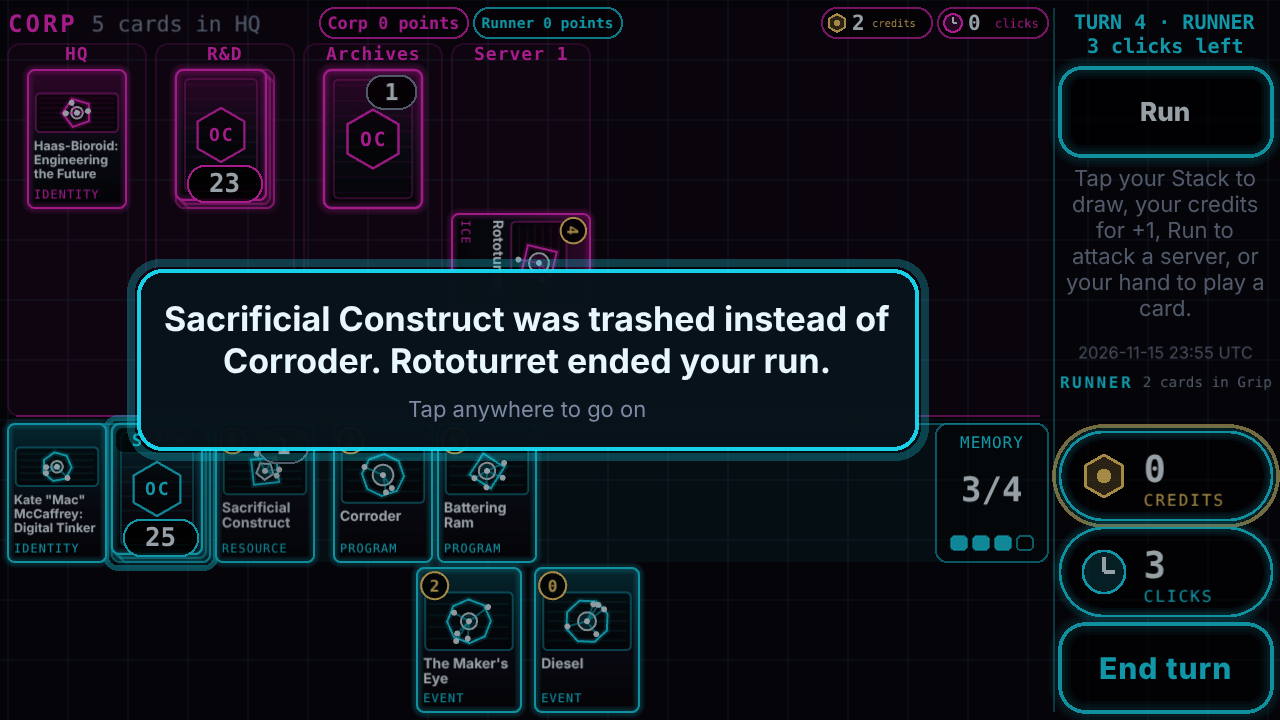 CORP 5 cards in HQ
Corp 0 points
Runner 0 points
2 credits
0 clicks
TURN 4 · RUNNER
3 clicks left
HQ
R&D
Archives
Server 1
Haas-Bioroid:
Engineering
the Future
IDENTITY
OC
23
1
OC
ICE
4
Run
Tap your Stack to
draw, your credits
for +1, Run to
attack a server, or
your hand to play a
card.
2026-11-15 23:55 UTC
RUNNER 2 cards in Grip
Sacrificial Construct was trashed instead of
Corroder. Rototurret ended your run.
Tap anywhere to go on
Kate "Mac"
McCaffrey:
Digital Tinker
IDENTITY
OC
25
Sacrificial
Construct
RESOURCE
Corroder
PROGRAM
Battering
Ram
PROGRAM
MEMORY
3/4
0
CREDITS
3
CLICKS
End turn
2
The Maker's
Eye
EVENT
0
Diesel
EVENT